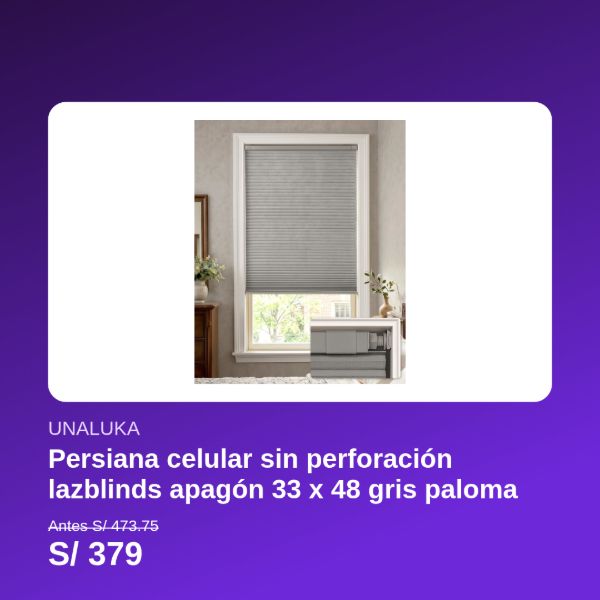 UNALUKA
Persiana celular sin perforación
lazblinds apagón 33 x 48 gris paloma
Antes S/ 473.75
S/ 379